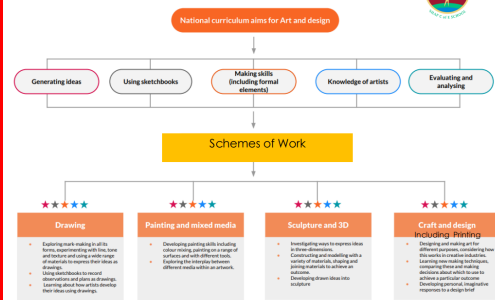 National curriculum aims for Art and design
Generating ideas
Using sketchbooks
Making skills
(including formal
elements)
Knowledge of artists
Evaluating and
analysing
Schemes of Work
Drawing
Exploring mark-making in all its
forms, experimenting with line, tone
and texture and using a wide range
of materials to express their ideas as
drawings.
Using sketchbooks to record
observations and plans as drawings.
Learning about how artists develop
their ideas using drawings.
Painting and mixed media
Developing painting skills including
colour mixing, painting on a range of
surfaces and with different tools.
Exploring the interplay between
different media within an artwork.
Sculpture and 3D
Investigating ways to express ideas
in three-dimensions.
Constructing and modelling with a
variety of materials, shaping and
joining materials to achieve an
outcome.
Developing drawn ideas into
sculpture
Craft and design
Including Printing
Designing and making art for
different purposes, considering how
this works in creative industries.
Learning new making techniques,
comparing these and making
decisions about which to use to
achieve a particular outcome
Developing personal, imaginative
responses to a design brief